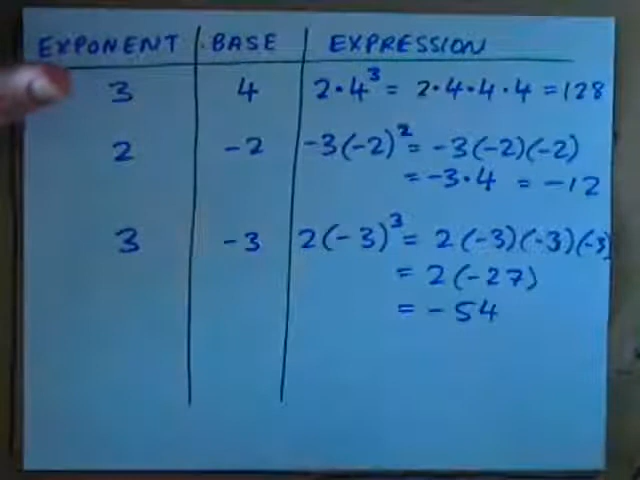 EXPONENT BASE EXPRESSION
3 4 2·4³ = 2·4·4·4 = 128
2 -2 -3(-2)² = -3(-2)(-2)
= -3·4 = -12
3 -3 2(-3)³ = 2(-3)(-3)(-3)
= 2(-27)
= -54